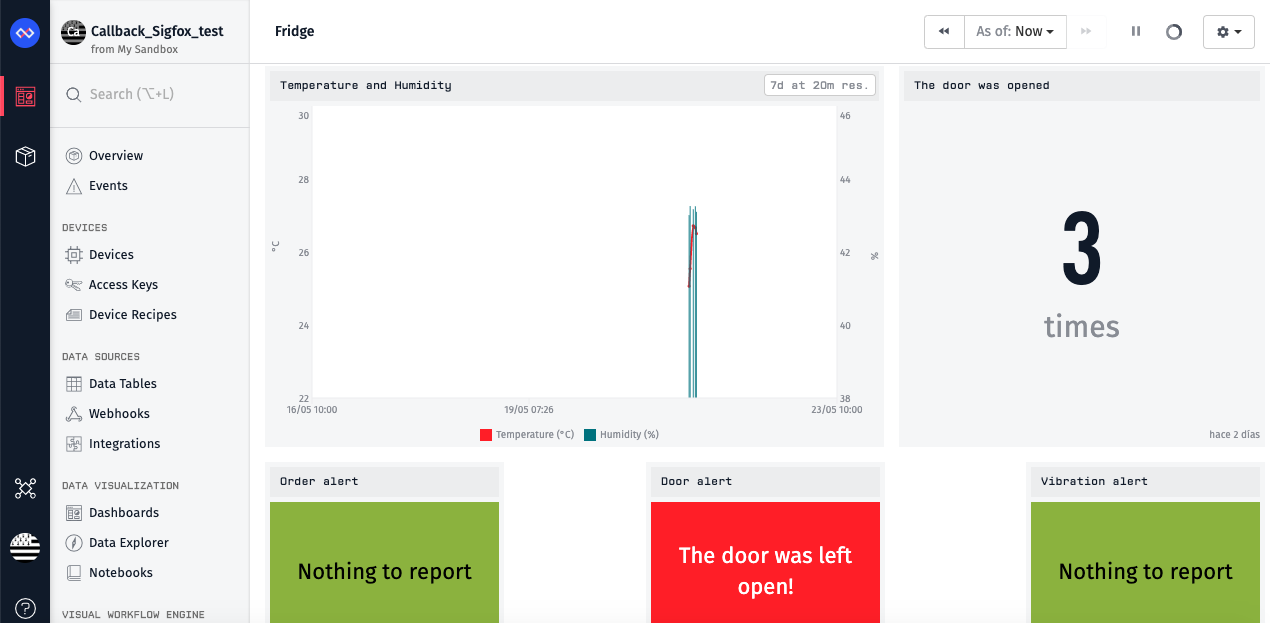 Ca
Callback_Sigfox_test
from My Sandbox
Search (⌥+L)
Overview
Events
DEVICES
Devices
Access Keys
Device Recipes
DATA SOURCES
Data Tables
Webhooks
Integrations
DATA VISUALIZATION
Dashboards
Data Explorer
Notebooks
VISUAL WORKFLOW ENGINE
Fridge
As of: Now
Temperature and Humidity
7d at 20m res.
30
28
26
24
22
°C
46
44
42
40
38
%
16/05 10:00
19/05 07:26
23/05 10:00
Temperature (°C)
Humidity (%)
The door was opened
3
times
hace 2 días
Order alert
Nothing to report
Door alert
The door was left
open!
Vibration alert
Nothing to report
?